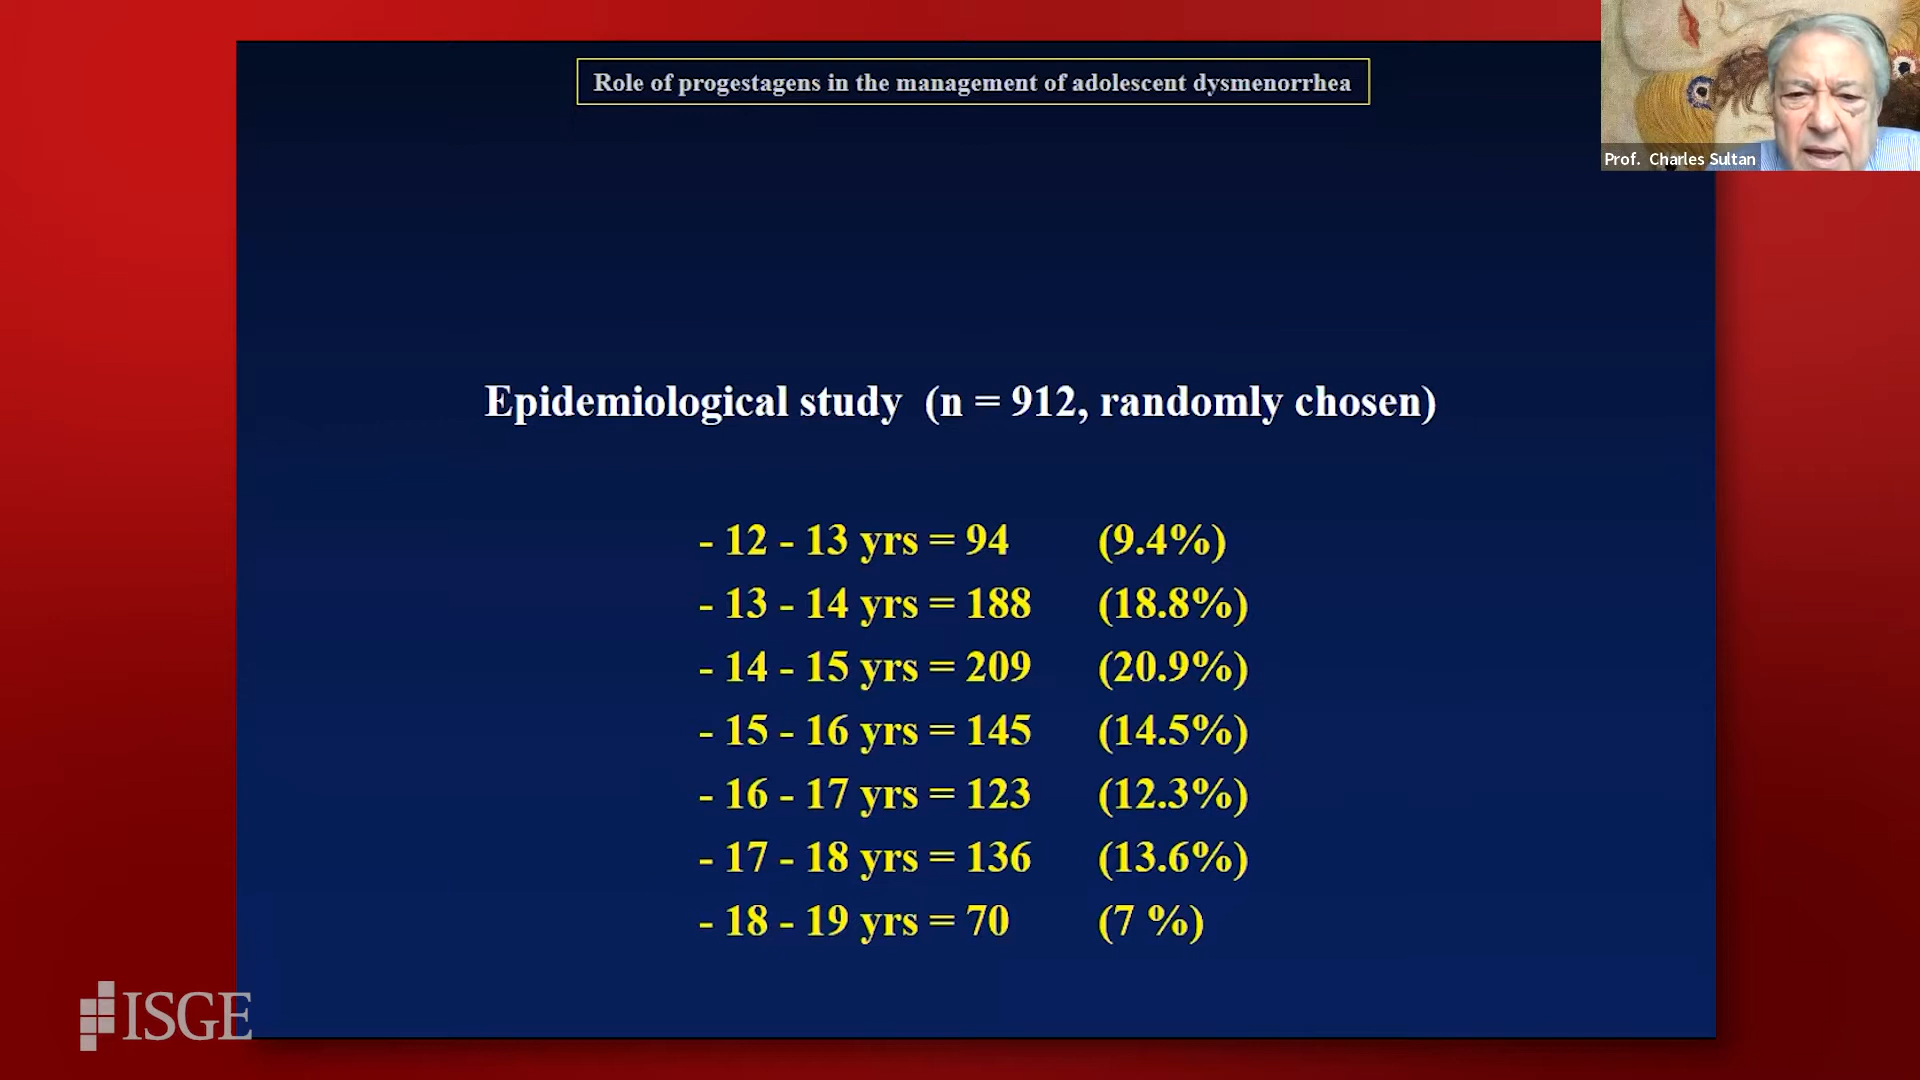 Role of progestagens in the management of adolescent dysmenorrhea
Prof. Charles Sultan
Epidemiological study (n = 912, randomly chosen)
- 12 - 13 yrs = 94 (9.4%)
- 13 - 14 yrs = 188 (18.8%)
- 14 - 15 yrs = 209 (20.9%)
- 15 - 16 yrs = 145 (14.5%)
- 16 - 17 yrs = 123 (12.3%)
- 17 - 18 yrs = 136 (13.6%)
- 18 - 19 yrs = 70 (7 %)
ISGE